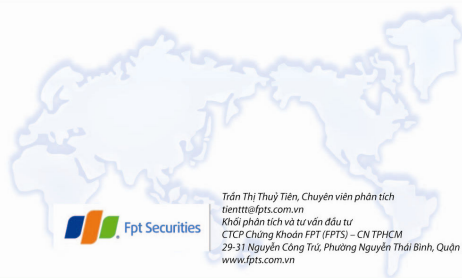 Fpt Securities
Trần Thị Thuỷ Tiên, Chuyên viên phân tích
tienttt@fpts.com.vn
Khối phân tích và tư vấn đầu tư
CTCP Chứng Khoán FPT (FPTS) – CN TPHCM
29-31 Nguyễn Công Trứ, Phường Nguyễn Thái Bình, Quận
www.fpts.com.vn